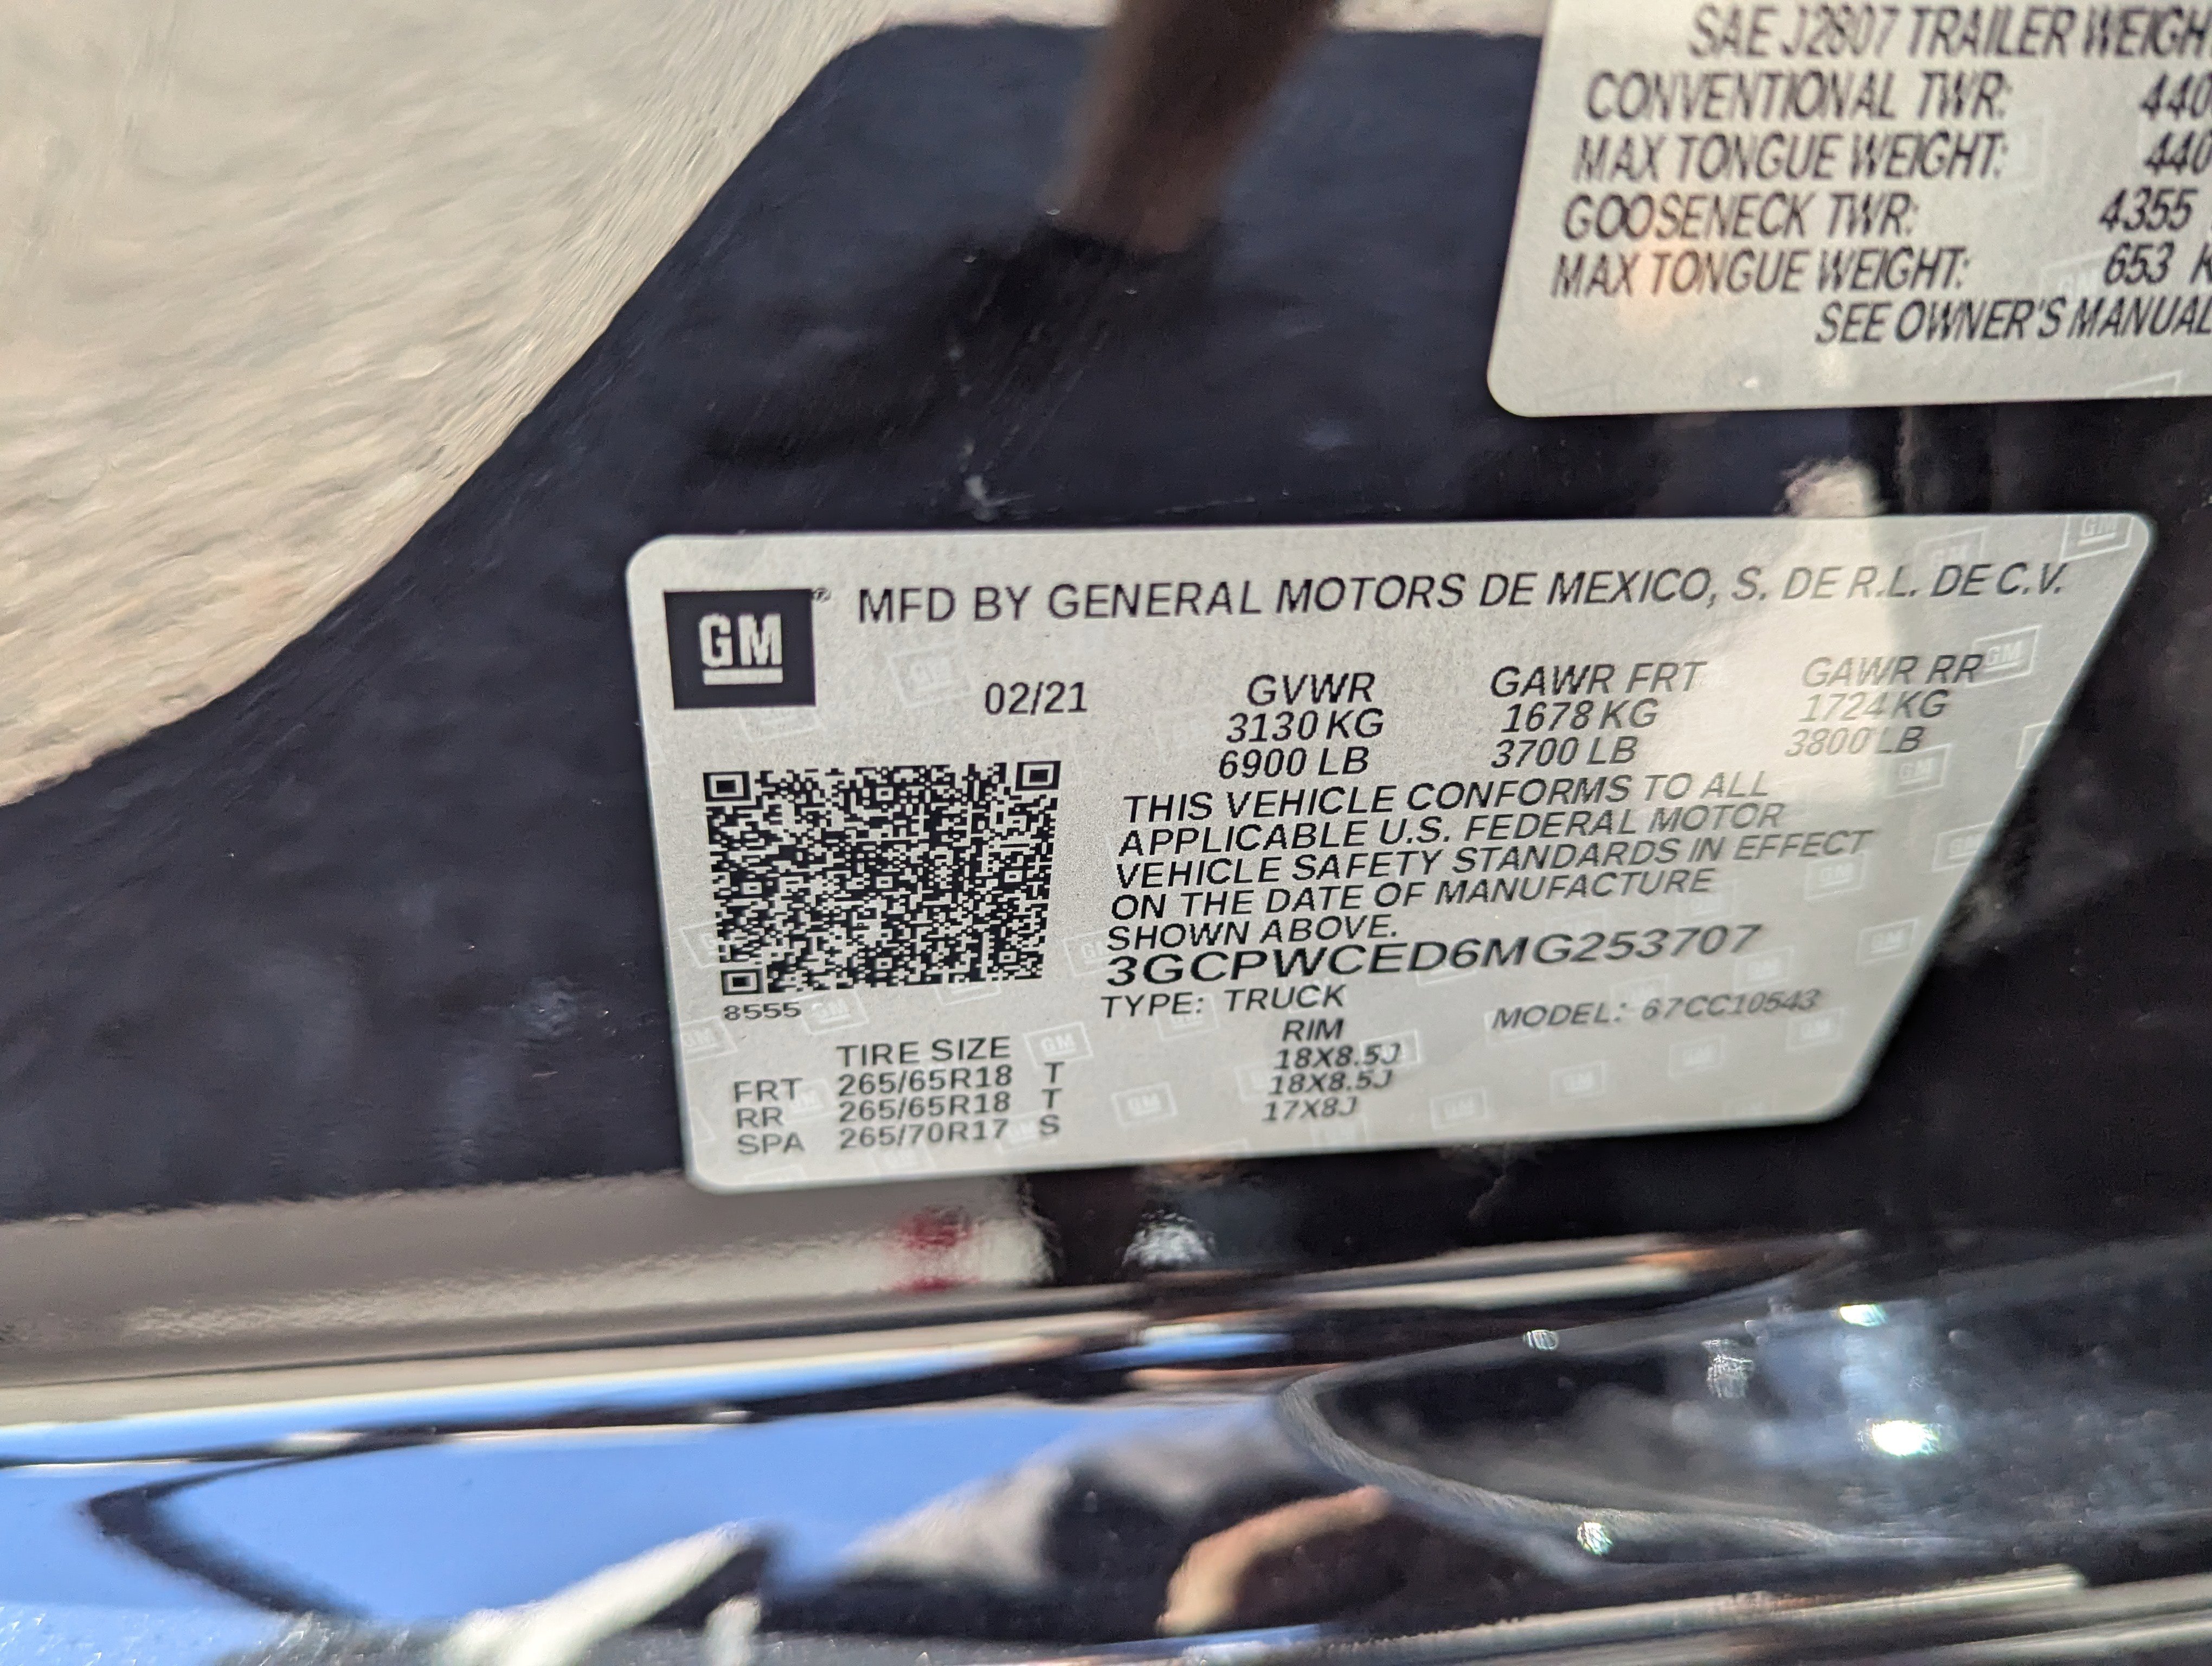 SAE J2807 TRAILER
CONVENTIONAL TWR: 440
MAX TONGUE WEIGHT: 440
GOOSENECK TWR: 4355
MAX TONGUE WEIGHT: 653
SEE OWNER'S MANUAL
GM ® MFD BY GENERAL MOTORS DE MEXICO, S. DE R.L. DE C.V.
02/21 GVWR GAWR FRT GAWR RR
3130 KG 1678 KG 1724 KG
6900 LB 3700 LB 3800 LB
THIS VEHICLE CONFORMS TO ALL
APPLICABLE U.S. FEDERAL MOTOR
VEHICLE SAFETY STANDARDS IN EFFECT
ON THE DATE OF MANUFACTURE
SHOWN ABOVE.
3GCPWCED6MG253707
8555 TYPE: TRUCK MODEL: 67CC10543
TIRE SIZE RIM
FRT 265/65R18 T 18X8.5J
RR 265/65R18 T 18X8.5J
SPA 265/70R17 S 17X8J